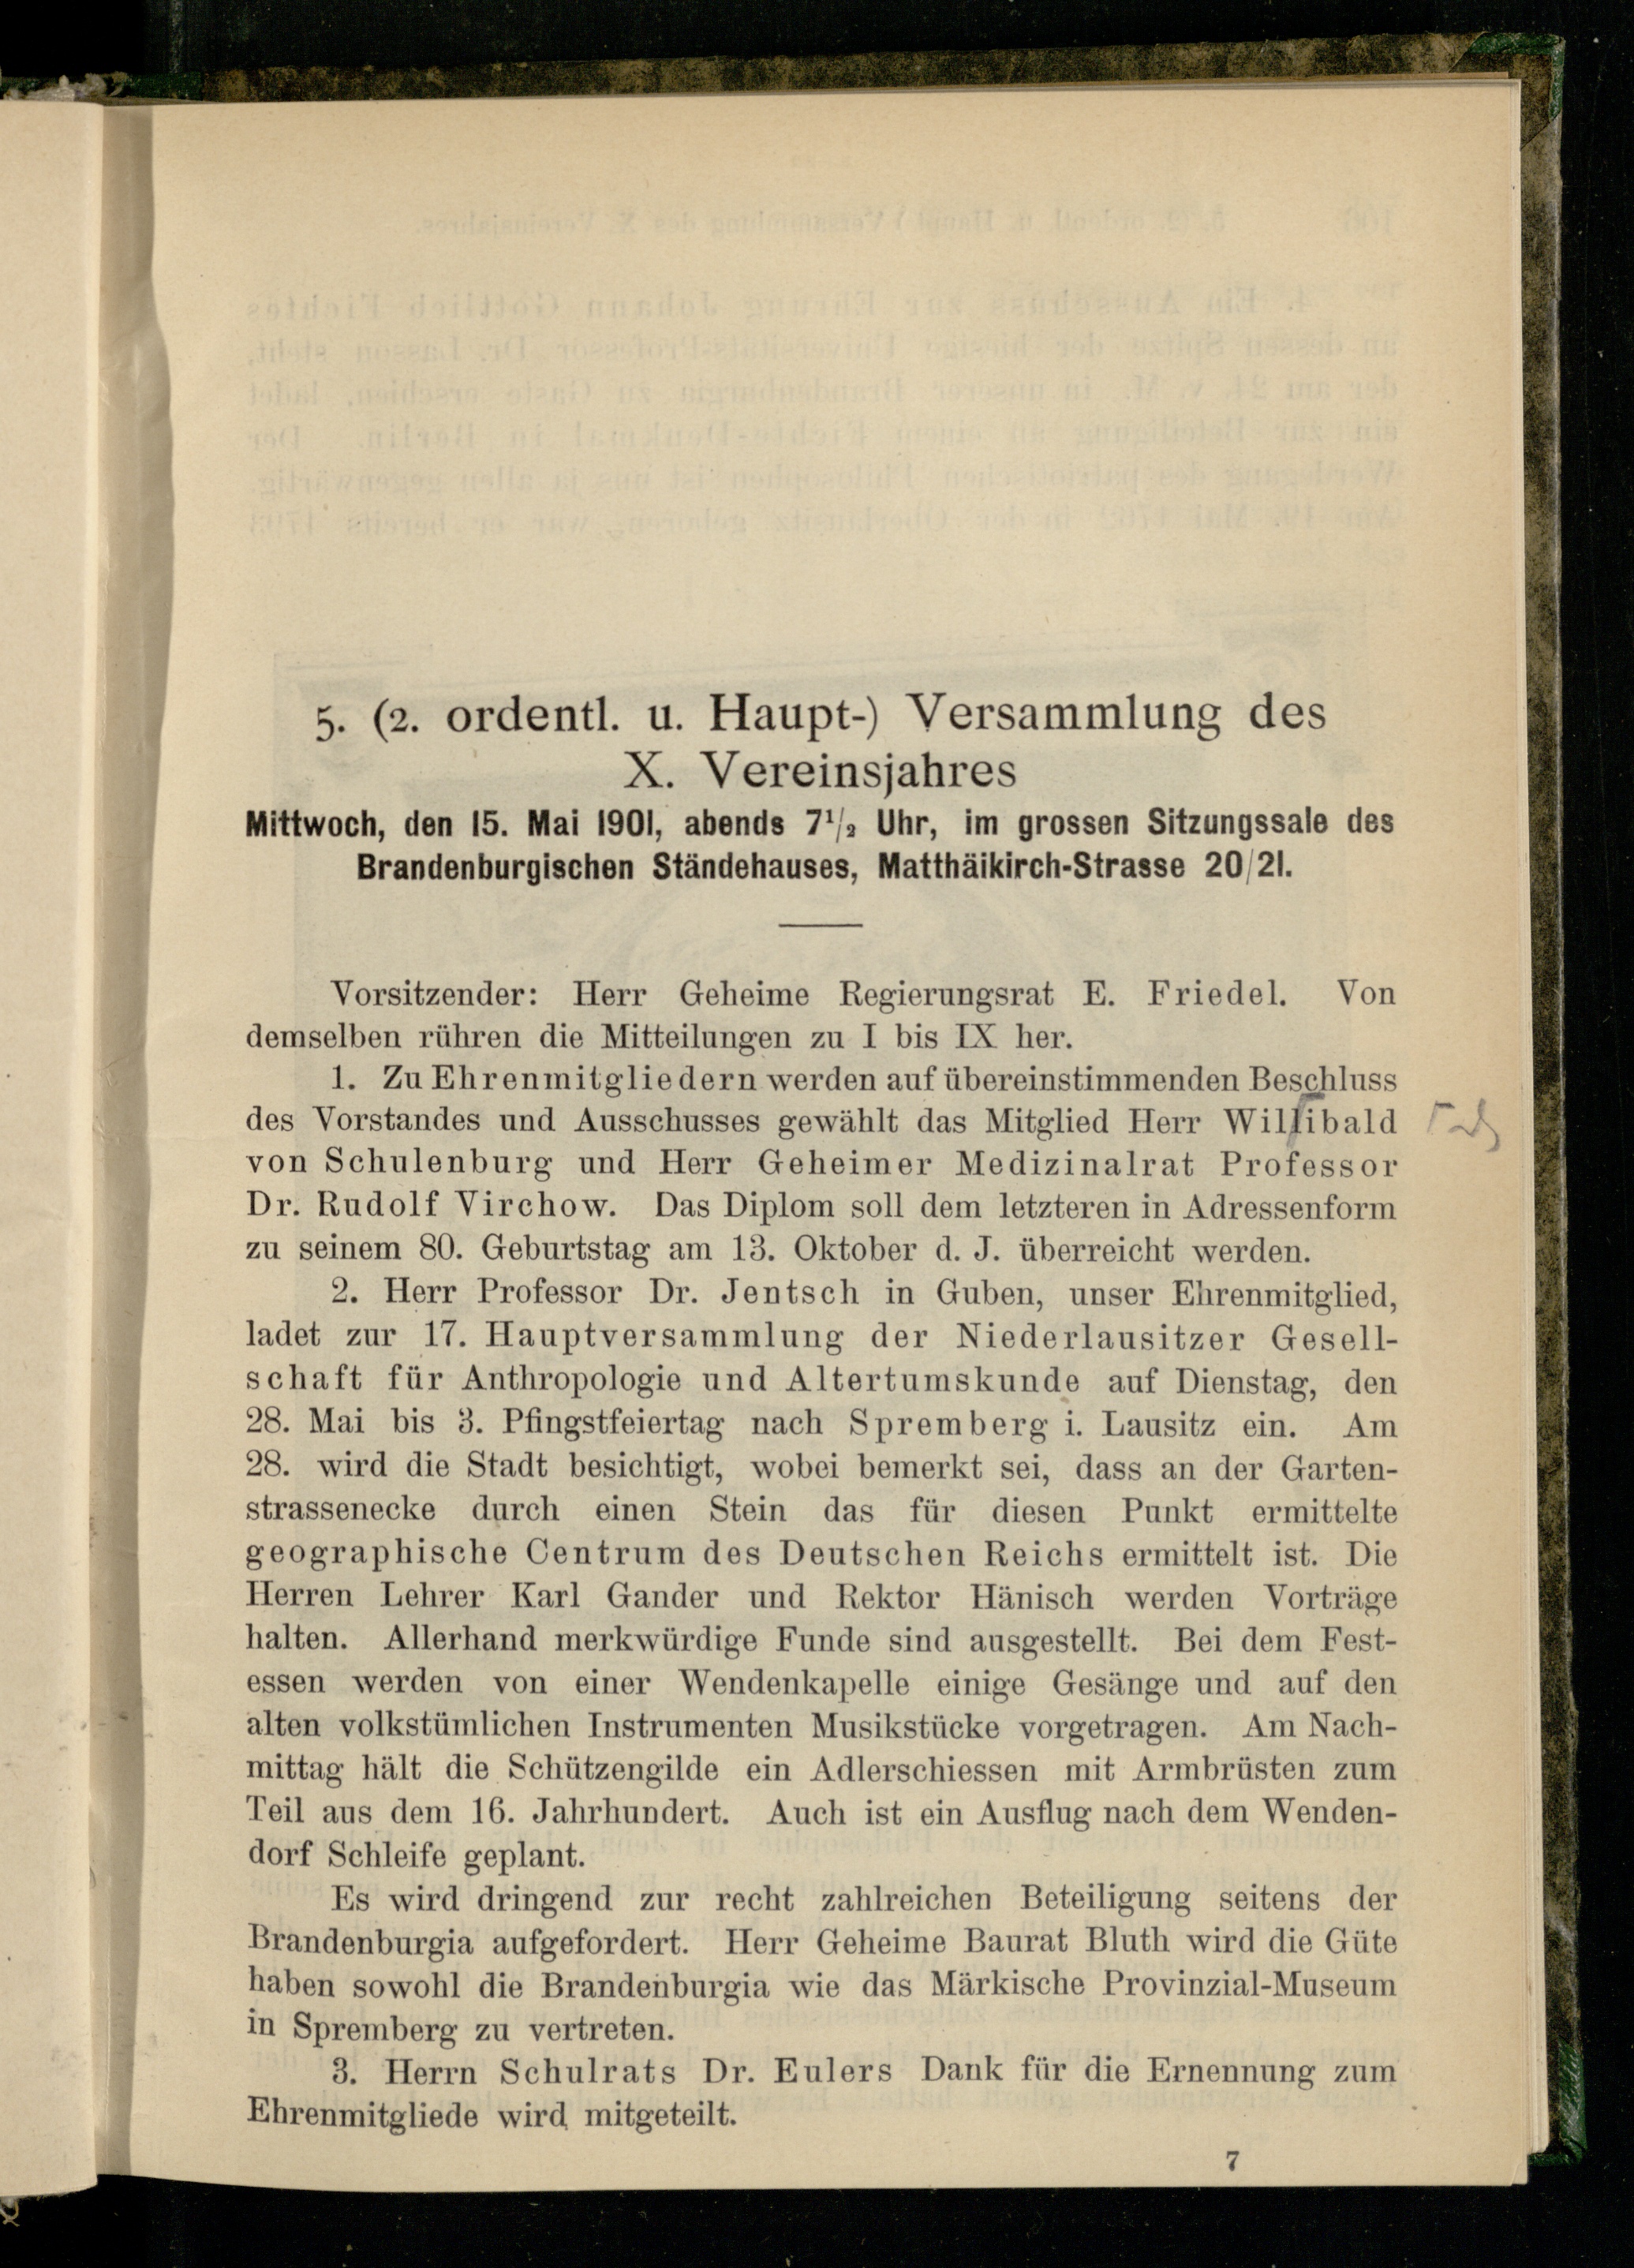 5. (2. ordentl. u. Haupt-) Versammlung des
X. Vereinsjahres
Mittwoch, den 15. Mai 1901, abends 7½ Uhr, im grossen Sitzungssale des
Brandenburgischen Ständehauses, Matthäikirch-Strasse 20/21.
Vorsitzender: Herr Geheime Regierungsrat E. Friedel. Von
demselben rühren die Mitteilungen zu I bis IX her.
1. Zu Ehrenmitgliedern werden auf übereinstimmenden Beschluss
des Vorstandes und Ausschusses gewählt das Mitglied Herr Willibald
von Schulenburg und Herr Geheimer Medizinalrat Professor
Dr. Rudolf Virchow. Das Diplom soll dem letzteren in Adressenform
zu seinem 80. Geburtstag am 13. Oktober d. J. überreicht werden.
2. Herr Professor Dr. Jentsch in Guben, unser Ehrenmitglied,
ladet zur 17. Hauptversammlung der Niederlausitzer Gesell-
schaft für Anthropologie und Altertumskunde auf Dienstag, den
28. Mai bis 3. Pfingstfeiertag nach Spremberg i. Lausitz ein. Am
28. wird die Stadt besichtigt, wobei bemerkt sei, dass an der Garten-
strassenecke durch einen Stein das für diesen Punkt ermittelte
geographische Centrum des Deutschen Reichs ermittelt ist. Die
Herren Lehrer Karl Gander und Rektor Hänisch werden Vorträge
halten. Allerhand merkwürdige Funde sind ausgestellt. Bei dem Fest-
essen werden von einer Wendenkapelle einige Gesänge und auf den
alten volkstümlichen Instrumenten Musikstücke vorgetragen. Am Nach-
mittag hält die Schützengilde ein Adlerschiessen mit Armbrüsten zum
Teil aus dem 16. Jahrhundert. Auch ist ein Ausflug nach dem Wenden-
dorf Schleife geplant.
Es wird dringend zur recht zahlreichen Beteiligung seitens der
Brandenburgia aufgefordert. Herr Geheime Baurat Bluth wird die Güte
haben sowohl die Brandenburgia wie das Märkische Provinzial-Museum
in Spremberg zu vertreten.
3. Herrn Schulrats Dr. Eulers Dank für die Ernennung zum
Ehrenmitgliede wird mitgeteilt.
7